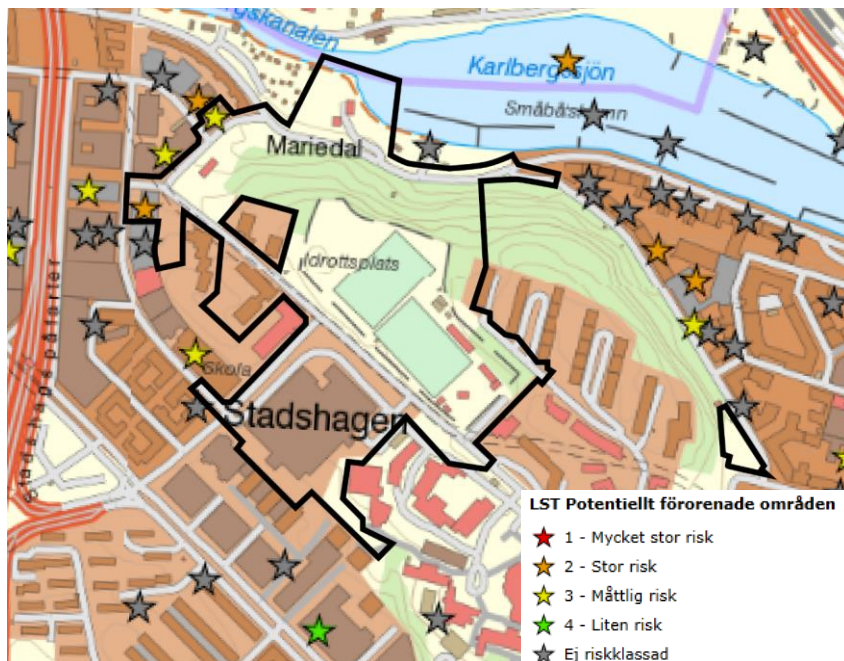 Karlbergssjön
Småbåtshamn
Mariedal
Idrottsplats
Skola
Stadshagen
Stadshagsplatån
LST Potentiellt förorenade områden
1 - Mycket stor risk
2 - Stor risk
3 - Måttlig risk
4 - Liten risk
Ej riskklassad